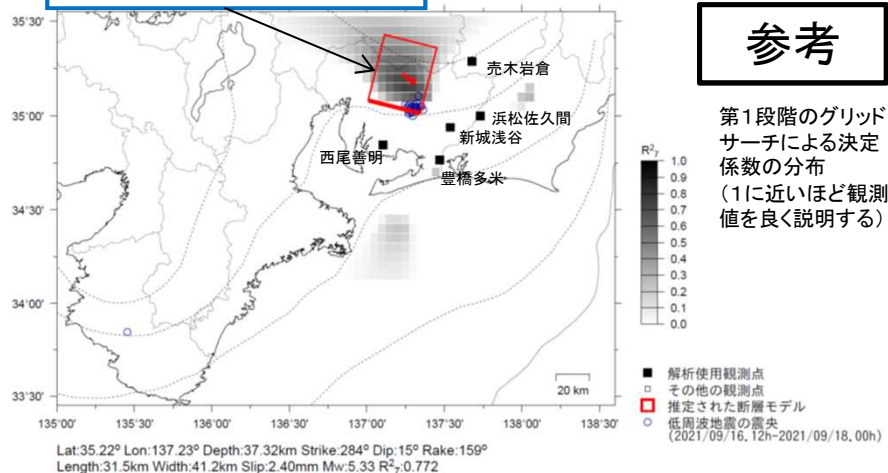 参考
第1段階のグリッド
サーチによる決定
係数の分布
(1に近いほど観測
値を良く説明する)
35°30'
35°00'
34°30'
34°00'
33°30'
135°00'
135°30'
136°00'
136°30'
137°00'
137°30'
138°00'
138°30'
売木岩倉
浜松佐久間
新城浅谷
西尾善明
豊橋多米
20 km
R²₇
1.0
0.9
0.8
0.7
0.6
0.5
0.4
0.3
0.2
0.1
0.0
解析使用観測点
その他の観測点
推定された断層モデル
低周波地震の震央
(2021/09/16.12h-2021/09/18.00h)
Lat:35.22° Lon:137.23° Depth:37.32km Strike:284° Dip:15° Rake:159°
Length:31.5km Width:41.2km Slip:2.40mm Mw:5.33 R²₇:0.772